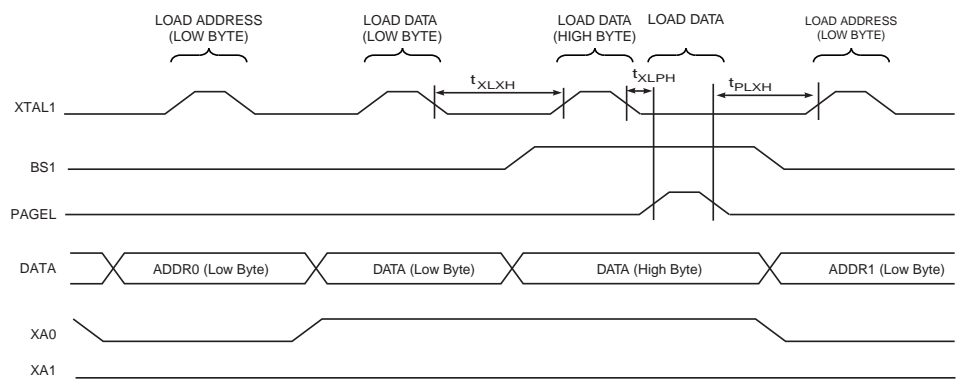 LOAD ADDRESS
(LOW BYTE)
LOAD DATA
(LOW BYTE)
LOAD DATA
(HIGH BYTE)
LOAD DATA
LOAD ADDRESS
(LOW BYTE)
tXLXH
tXLPH
tPLXH
XTAL1
BS1
PAGEL
DATA
ADDR0 (Low Byte)
DATA (Low Byte)
DATA (High Byte)
ADDR1 (Low Byte)
XA0
XA1